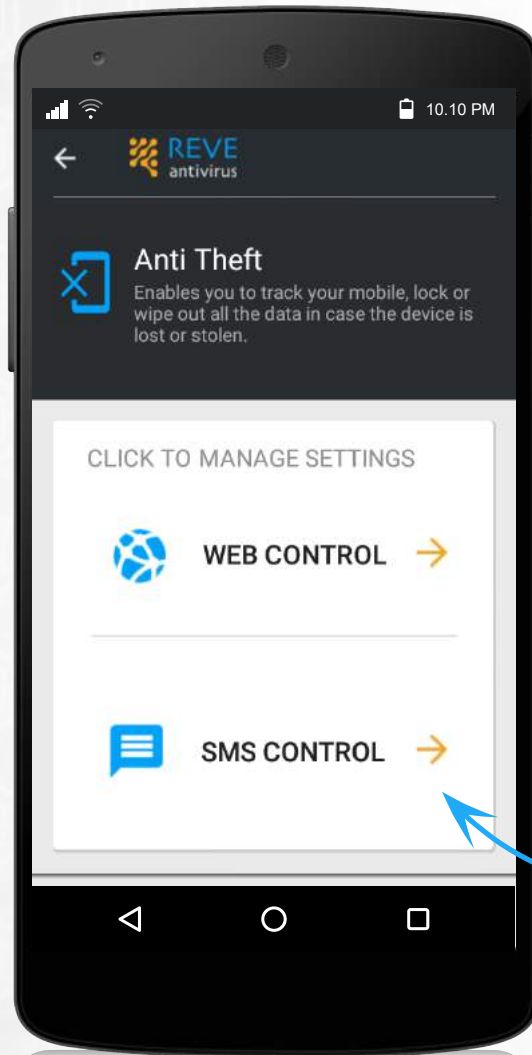 10.10 PM
REVE
antivirus
Anti Theft
Enables you to track your mobile, lock or
wipe out all the data in case the device is
lost or stolen.
CLICK TO MANAGE SETTINGS
WEB CONTROL
SMS CONTROL